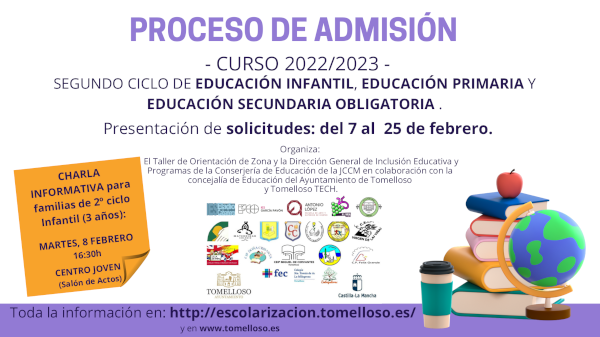 PROCESO DE ADMISIÓN
- CURSO 2022/2023 -
SEGUNDO CICLO DE EDUCACIÓN INFANTIL, EDUCACIÓN PRIMARIA Y
EDUCACIÓN SECUNDARIA OBLIGATORIA .
Presentación de solicitudes: del 7 al 25 de febrero.
Organiza:
El Taller de Orientación de Zona y la Dirección General de Inclusión Educativa y
Programas de la Conserjería de Educación de la JCCM en colaboración con la
concejalía de Educación del Ayuntamiento de Tomelloso
y Tomelloso TECH.
CHARLA
INFORMATIVA para
familias de 2º ciclo
Infantil (3 años):
MARTES, 8 FEBRERO
16:30h
CENTRO JOVEN
(Salón de Actos)
ANTONIO
LÓPEZ
fec
TOMELLOSO
Castilla-La Mancha
Toda la información en: http://escolarizacion.tomelloso.es/
y en www.tomelloso.es